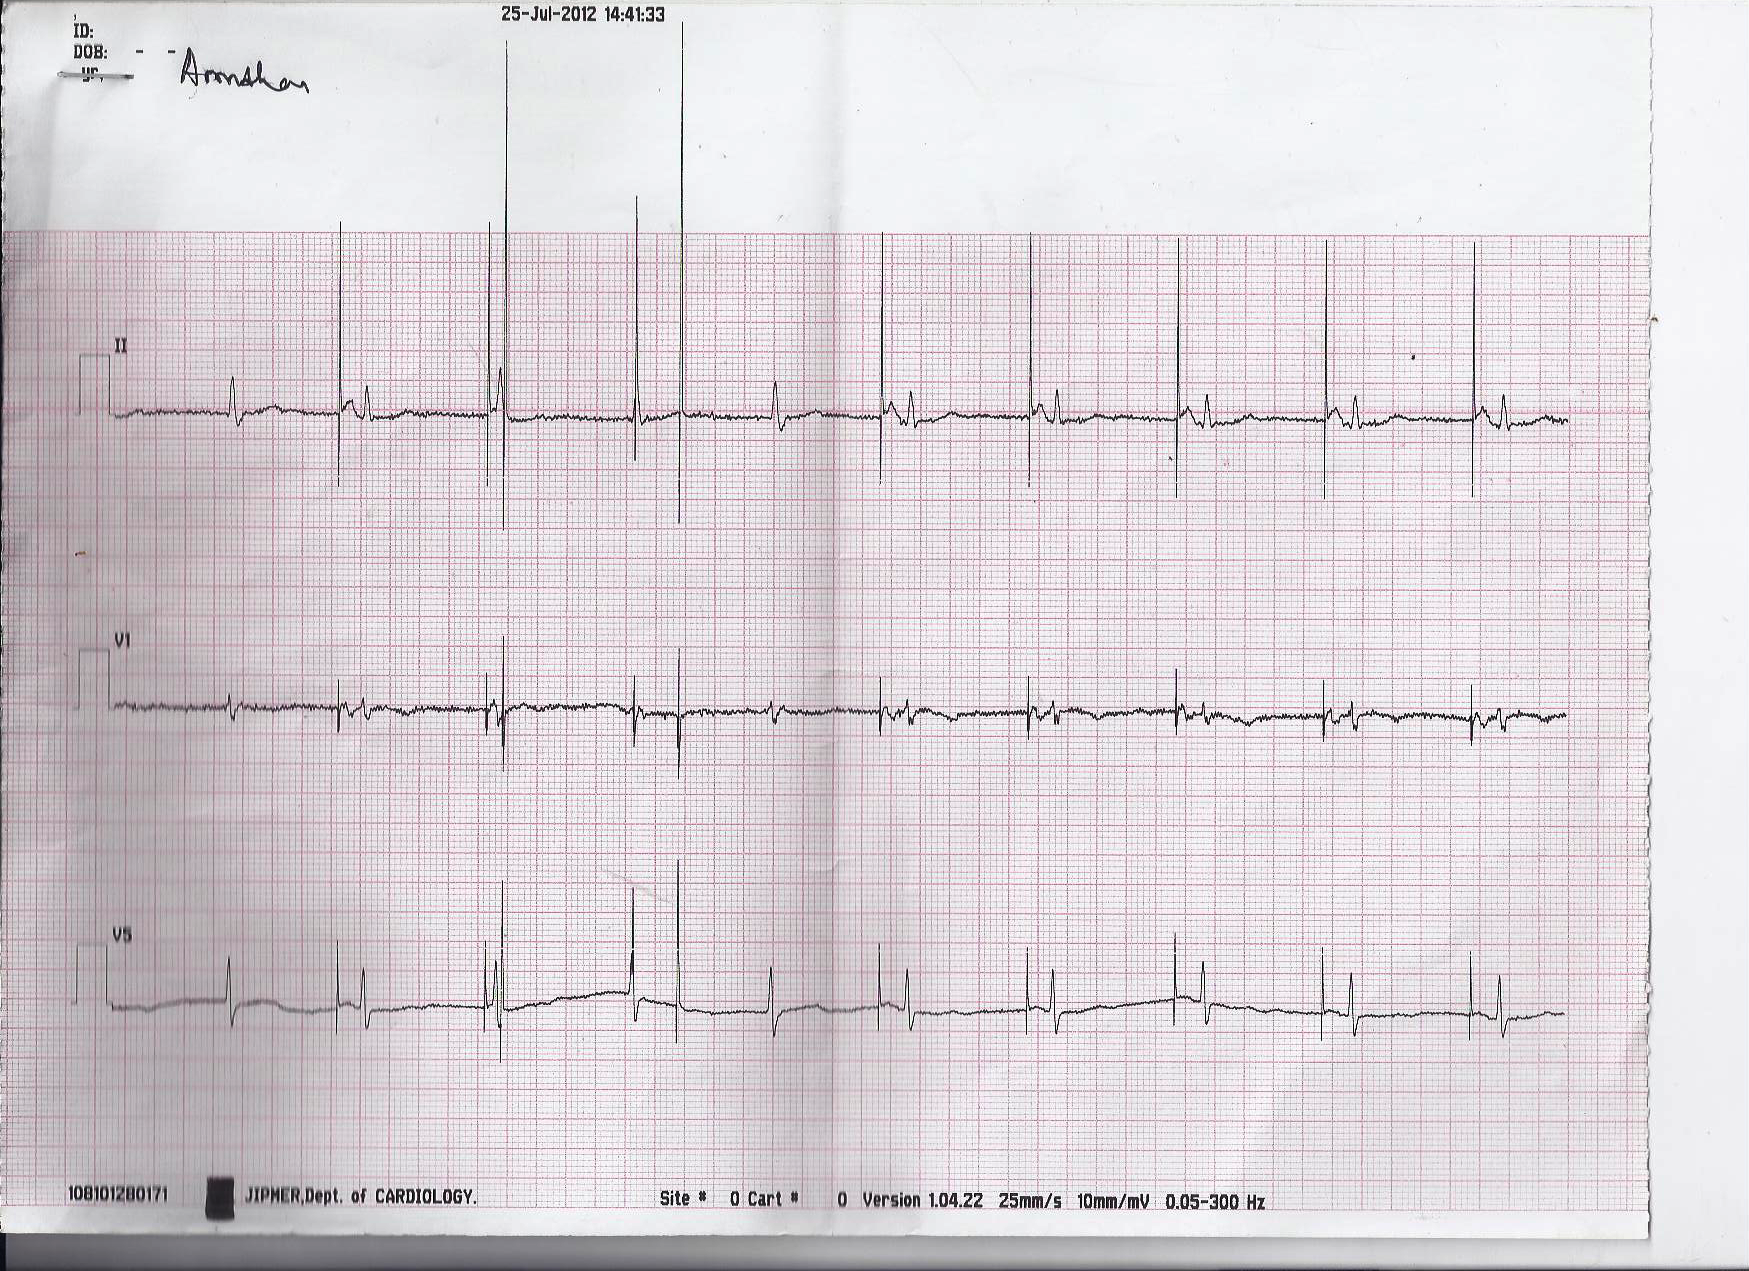 25-Jul-2012 14:41:33
ID:
DOB: - -
yr,
II
V1
V5
108101280171 JIPMER,Dept. of CARDIOLOGY. Site # 0 Cart # 0 Version 1.04.22 25mm/s 10mm/mV 0.05-300 Hz